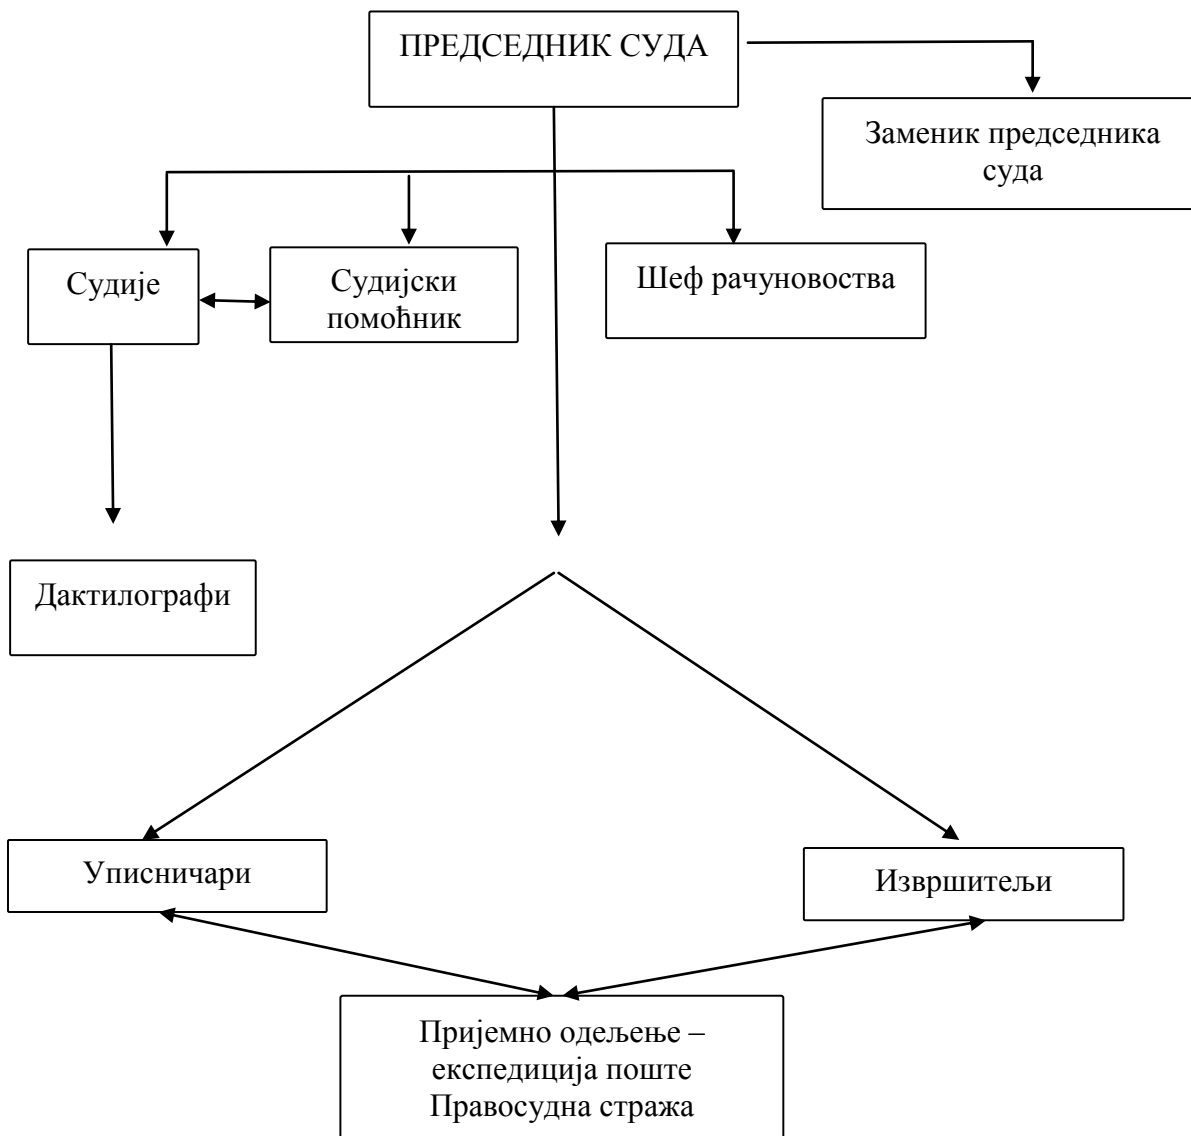 ПРЕДСЕДНИК СУДА
Заменик председника
суда
Судије
Судијски
помоћник
Шеф рачуновоства
Дактилографи
Уписничари
Извршитељи
Пријемно одељење –
експедиција поште
Правосудна стража